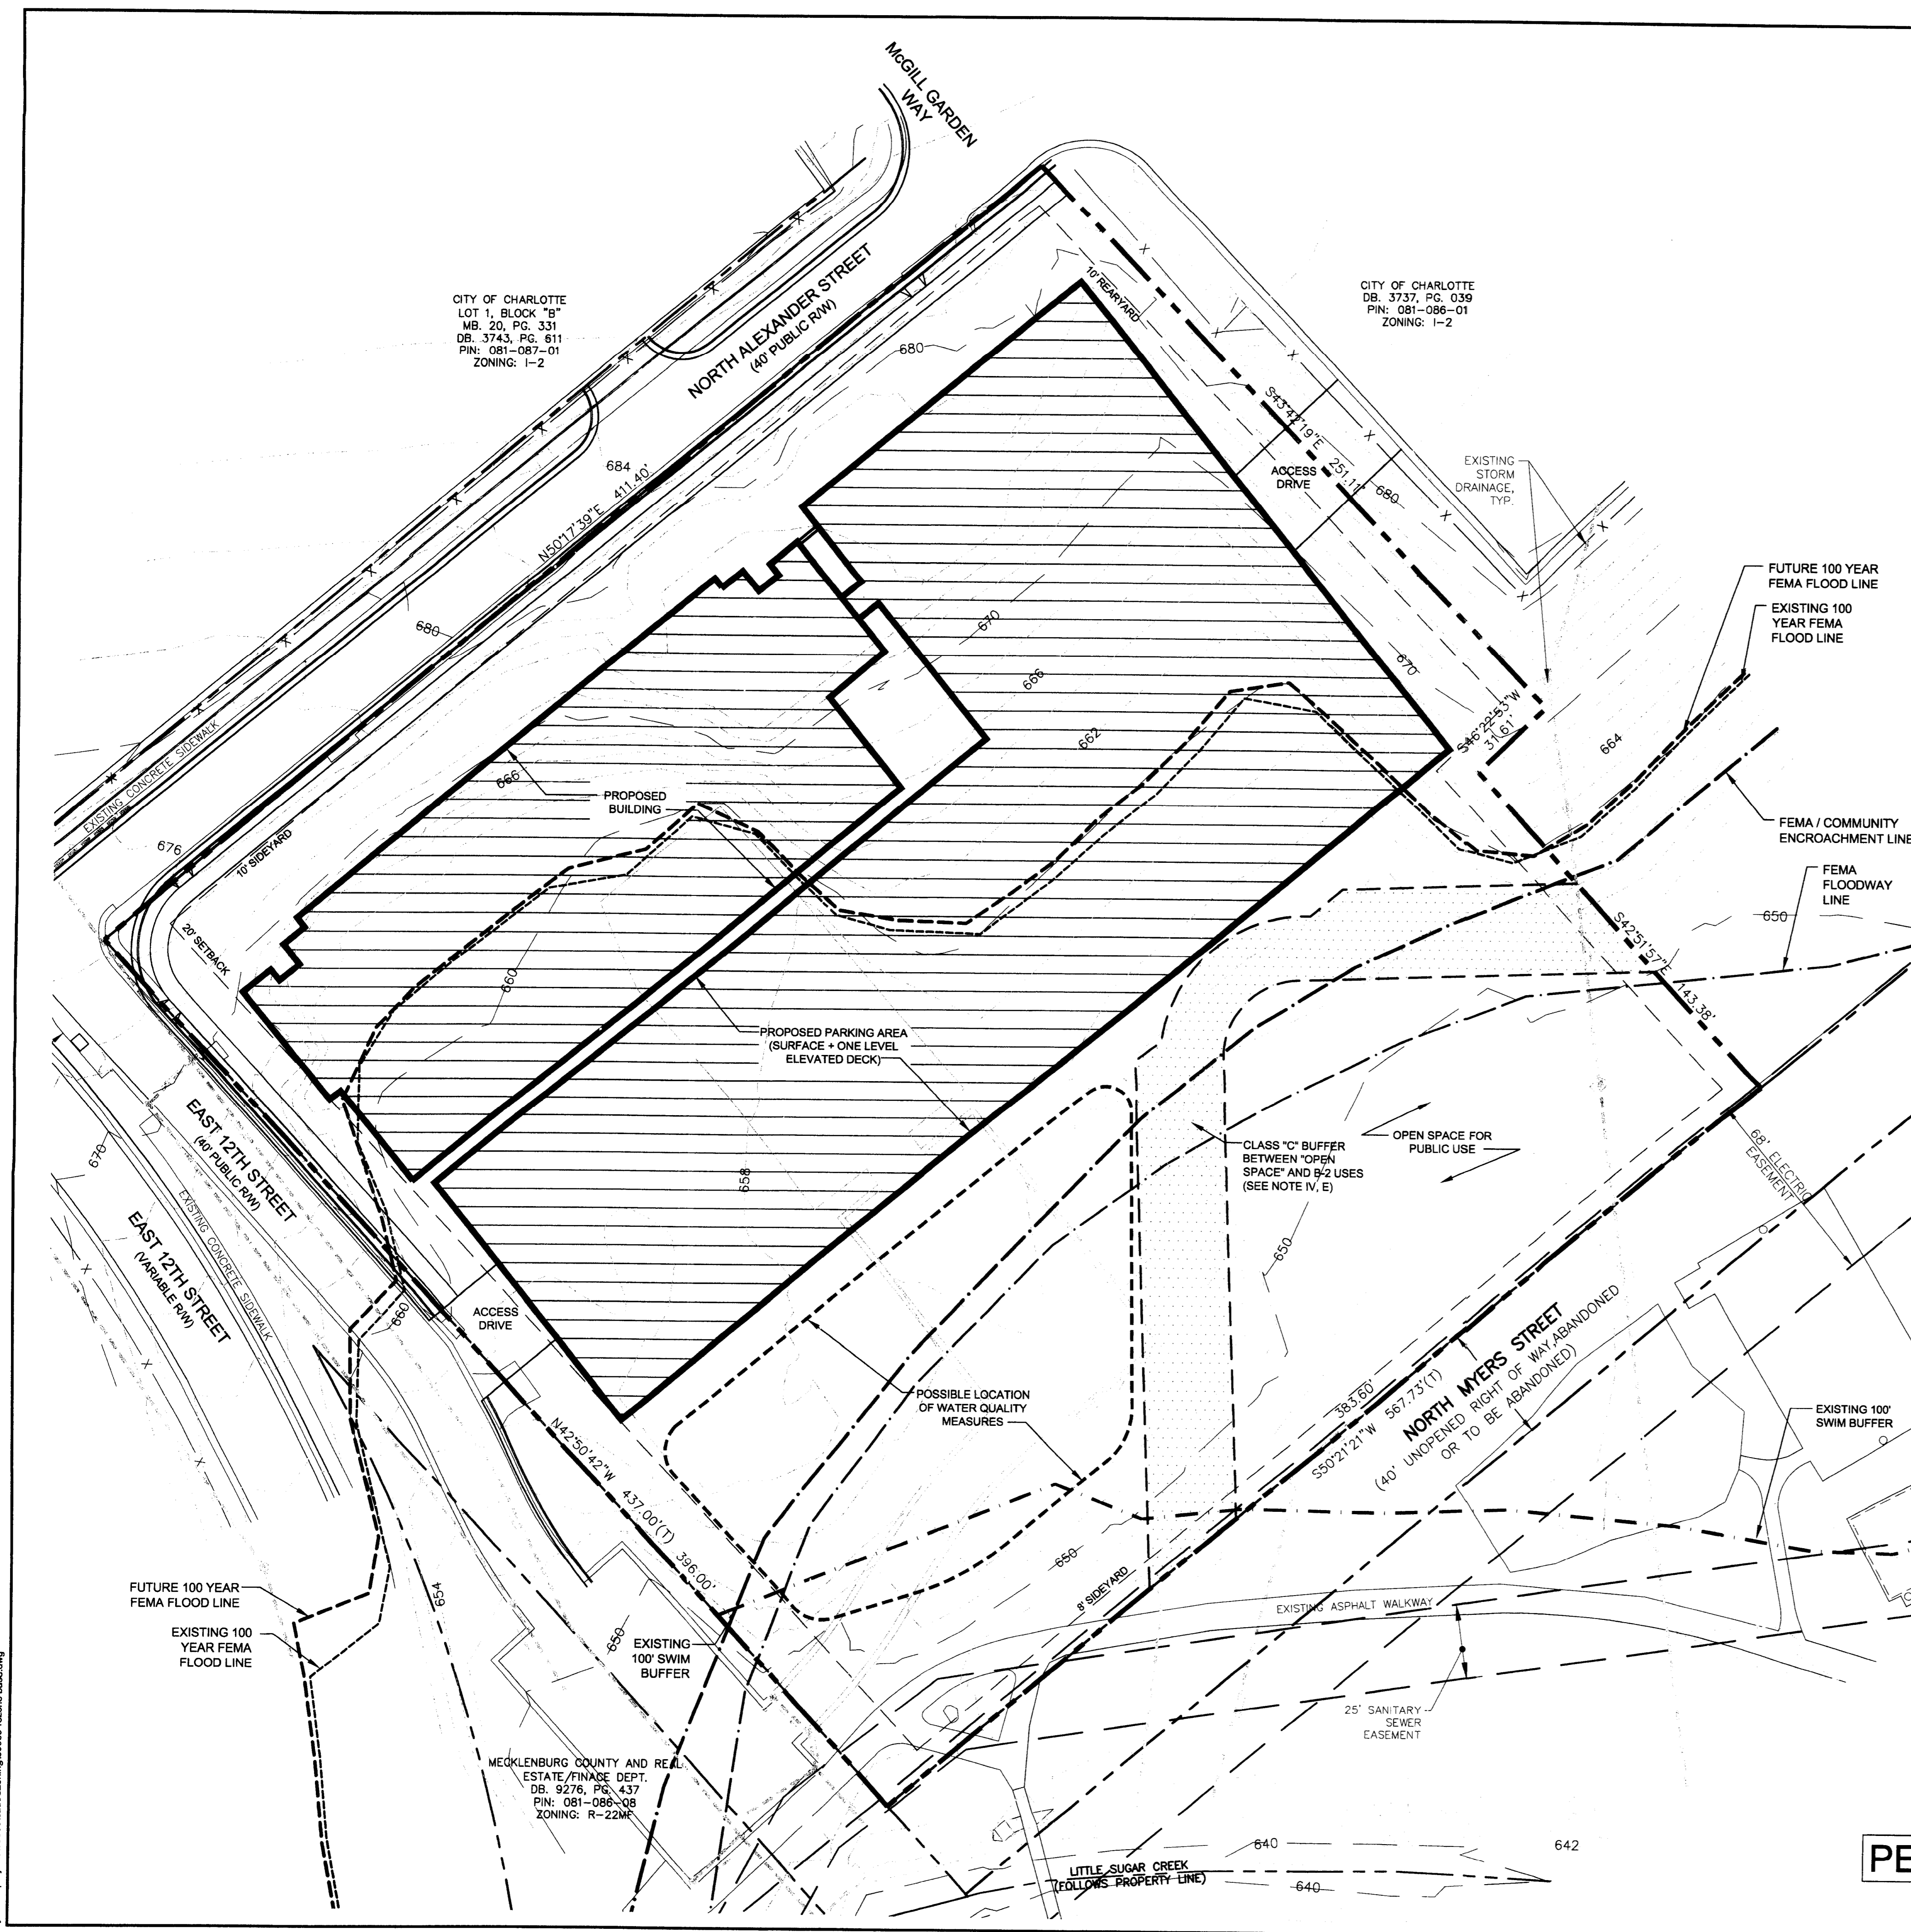 McGILL GARDEN
WAY
CITY OF CHARLOTTE
LOT 1, BLOCK "B"
MB. 20, PG. 331
DB. 3743, PG. 611
PIN: 081-087-01
ZONING: I-2
NORTH ALEXANDER STREET
(40' PUBLIC R/W)
10' REARYARD
CITY OF CHARLOTTE
DB. 3737, PG. 039
PIN: 081-086-01
ZONING: I-2
680
S43°42'19"E 251.11'
684
N50°17'39"E 411.40'
ACCESS
DRIVE
680
EXISTING
STORM
DRAINAGE,
TYP.
FUTURE 100 YEAR
FEMA FLOOD LINE
EXISTING 100
YEAR FEMA
FLOOD LINE
680
670
666
662
670
S46°22'53"W
31.61'
664
EXISTING CONCRETE SIDEWALK
666
PROPOSED
BUILDING
676
10' SIDEYARD
FEMA / COMMUNITY
ENCROACHMENT LINE
FEMA
FLOODWAY
LINE
650
20' SETBACK
660
S42°51'57"E 143.38'
PROPOSED PARKING AREA
(SURFACE + ONE LEVEL
ELEVATED DECK)
EAST 12TH STREET
(40' PUBLIC R/W)
670
EXISTING CONCRETE SIDEWALK
EAST 12TH STREET
(VARIABLE R/W)
658
CLASS "C" BUFFER
BETWEEN "OPEN
SPACE" AND B-2 USES
(SEE NOTE IV, E)
OPEN SPACE FOR
PUBLIC USE
68' ELECTRIC
EASEMENT
650
660
ACCESS
DRIVE
POSSIBLE LOCATION
OF WATER QUALITY
MEASURES
383.60'
S50°21'21"W 567.73'(T)
NORTH MYERS STREET
(40' UNOPENED RIGHT OF WAY ABANDONED
OR TO BE ABANDONED)
EXISTING 100'
SWIM BUFFER
N42°50'42"W 437.00'(T) 396.00'
650
8' SIDEYARD
EXISTING ASPHALT WALKWAY
FUTURE 100 YEAR
FEMA FLOOD LINE
EXISTING 100
YEAR FEMA
FLOOD LINE
654
650
EXISTING
100' SWIM
BUFFER
25' SANITARY
SEWER
EASEMENT
MECKLENBURG COUNTY AND REAL
ESTATE/FINACE DEPT.
DB. 9276, PG. 437
PIN: 081-086-08
ZONING: R-22MF
640
642
LITTLE SUGAR CREEK
(FOLLOWS PROPERTY LINE)
640
PE